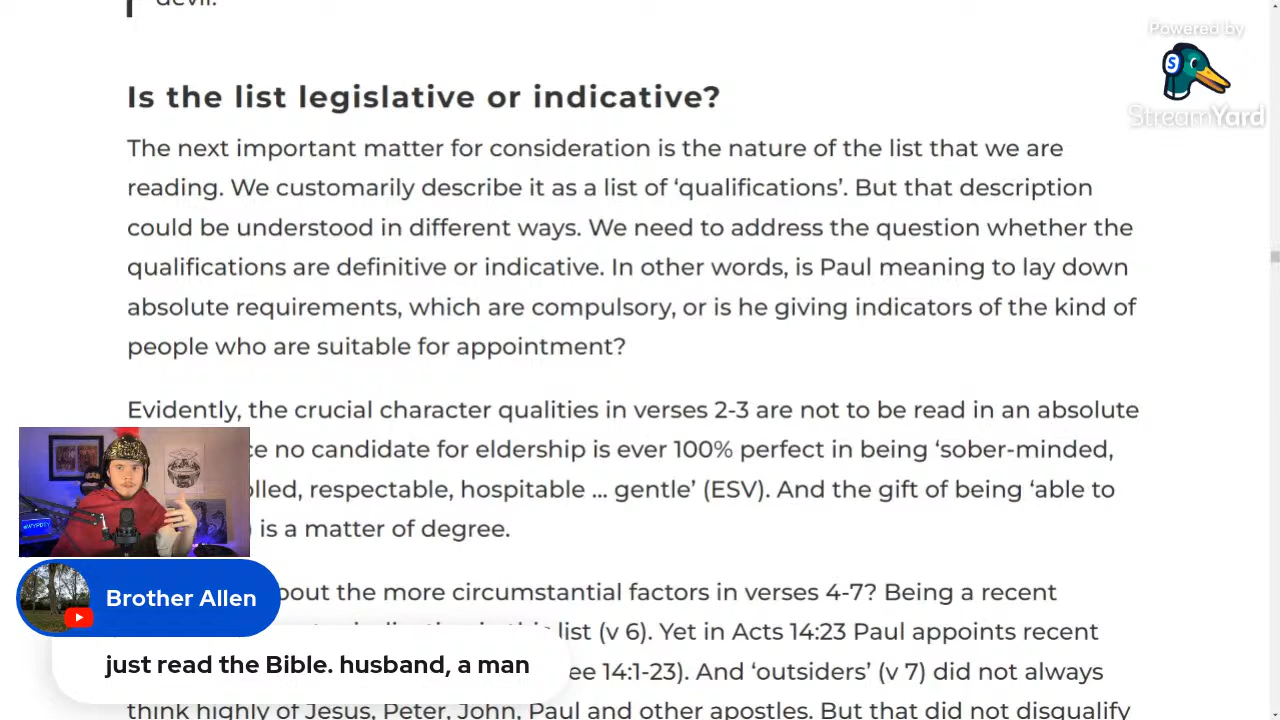 devil.
Powered by
S
StreamYard
Is the list legislative or indicative?
The next important matter for consideration is the nature of the list that we are
reading. We customarily describe it as a list of ‘qualifications’. But that description
could be understood in different ways. We need to address the question whether the
qualifications are definitive or indicative. In other words, is Paul meaning to lay down
absolute requirements, which are compulsory, or is he giving indicators of the kind of
people who are suitable for appointment?
Evidently, the crucial character qualities in verses 2-3 are not to be read in an absolute
no candidate for eldership is ever 100% perfect in being ‘sober-minded,
respectable, hospitable … gentle’ (ESV). And the gift of being ‘able to
is a matter of degree.
the more circumstantial factors in verses 4-7? Being a recent
list (v 6). Yet in Acts 14:23 Paul appoints recent
14:1-23). And ‘outsiders’ (v 7) did not always
think highly of Jesus, Peter, John, Paul and other apostles. But that did not disqualify
Brother Allen
just read the Bible. husband, a man